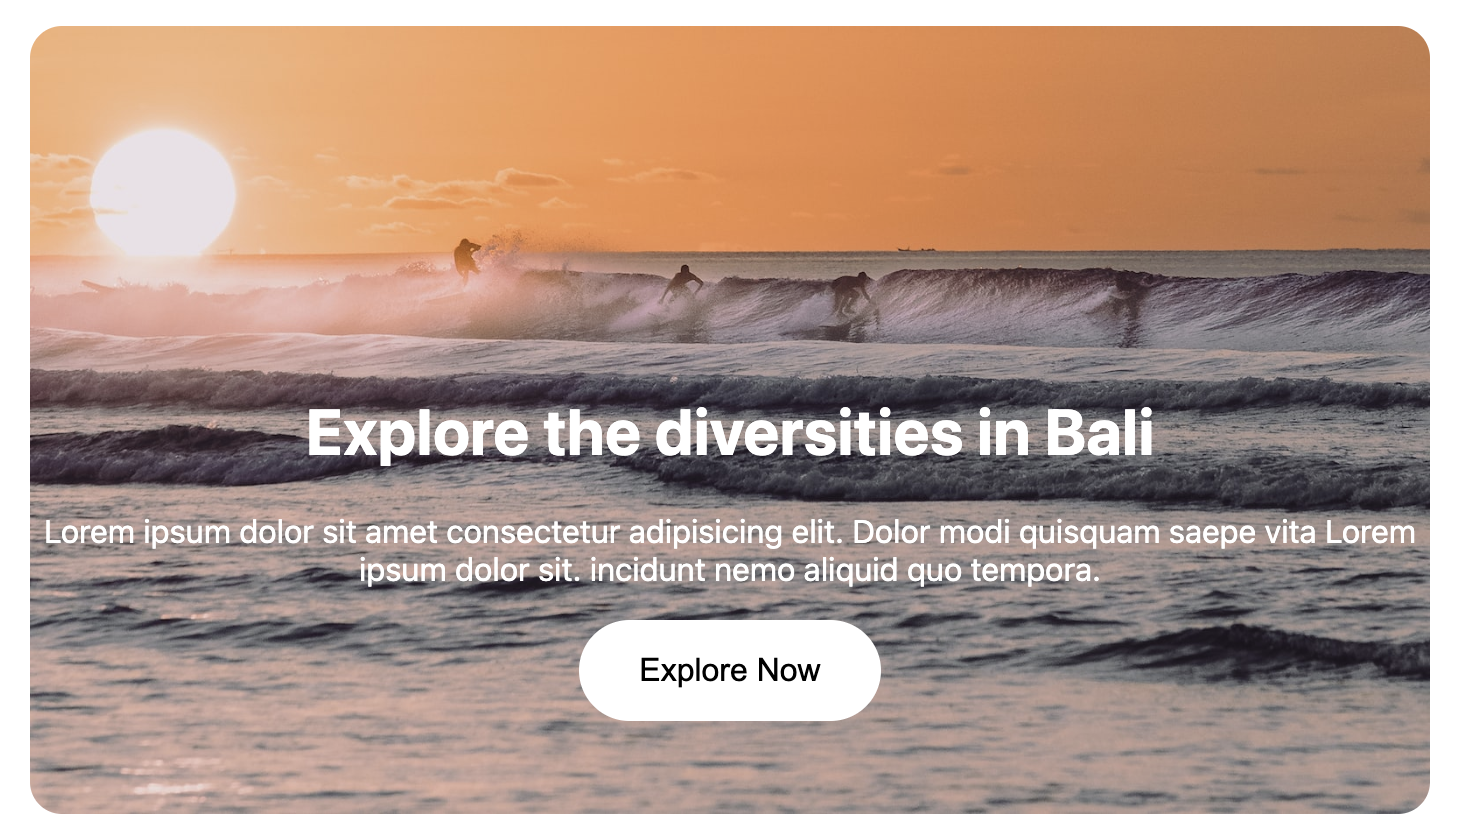 Explore the diversities in Bali
Lorem ipsum dolor sit amet consectetur adipisicing elit. Dolor modi quisquam saepe vita Lorem
ipsum dolor sit. incidunt nemo aliquid quo tempora.
Explore Now